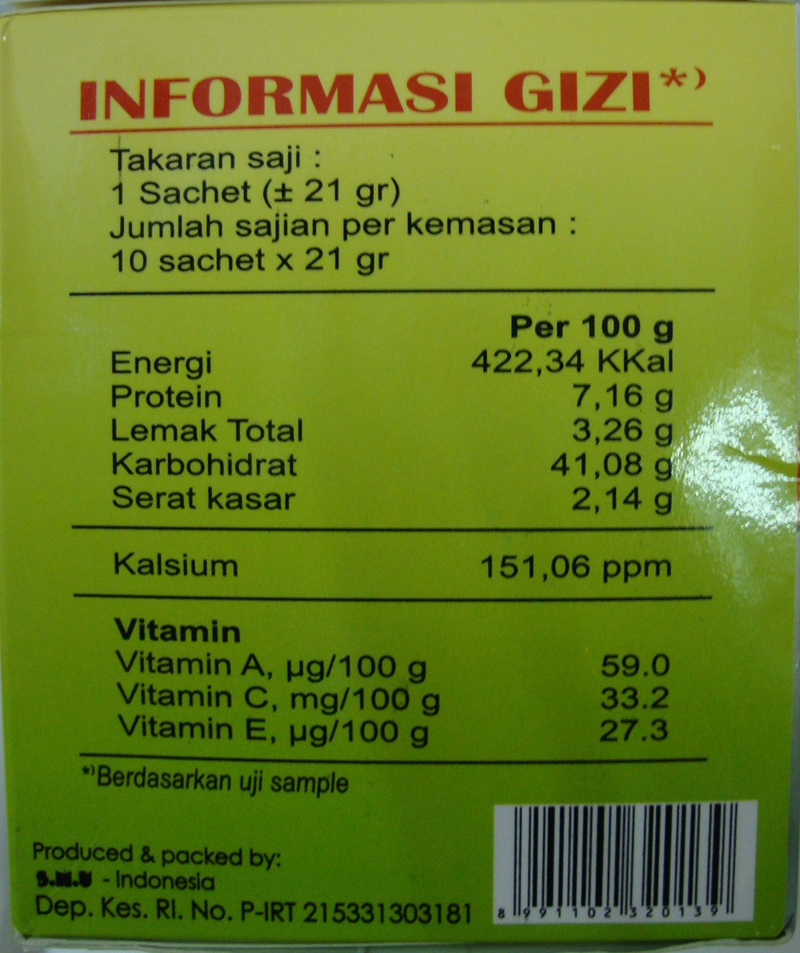 INFORMASI GIZI*)
Takaran saji :
1 Sachet (± 21 gr)
Jumlah sajian per kemasan :
10 sachet x 21 gr
Per 100 g
Energi 422,34 KKal
Protein 7,16 g
Lemak Total 3,26 g
Karbohidrat 41,08 g
Serat kasar 2,14 g
Kalsium 151,06 ppm
Vitamin
Vitamin A, µg/100 g 59.0
Vitamin C, mg/100 g 33.2
Vitamin E, µg/100 g 27.3
*)Berdasarkan uji sample
Produced & packed by:
S.M.U - Indonesia
Dep. Kes. RI. No. P-IRT 215331303181
8 991102 320139